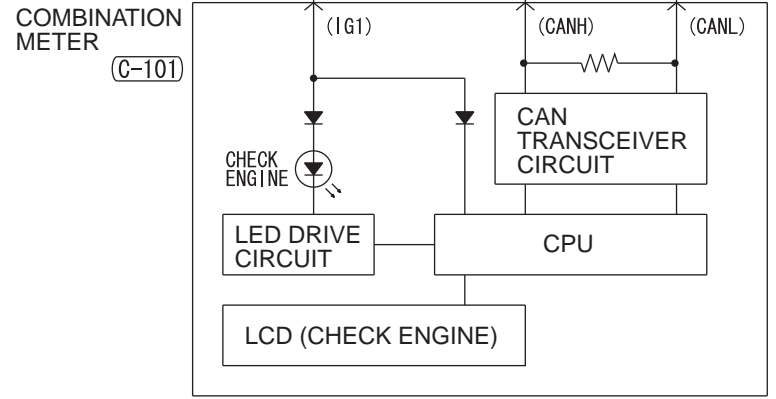 COMBINATION
METER
(C-101)
(IG1)
(CANH)
(CANL)
CAN
TRANSCEIVER
CIRCUIT
CHECK
ENGINE
LED DRIVE
CIRCUIT
CPU
LCD (CHECK ENGINE)